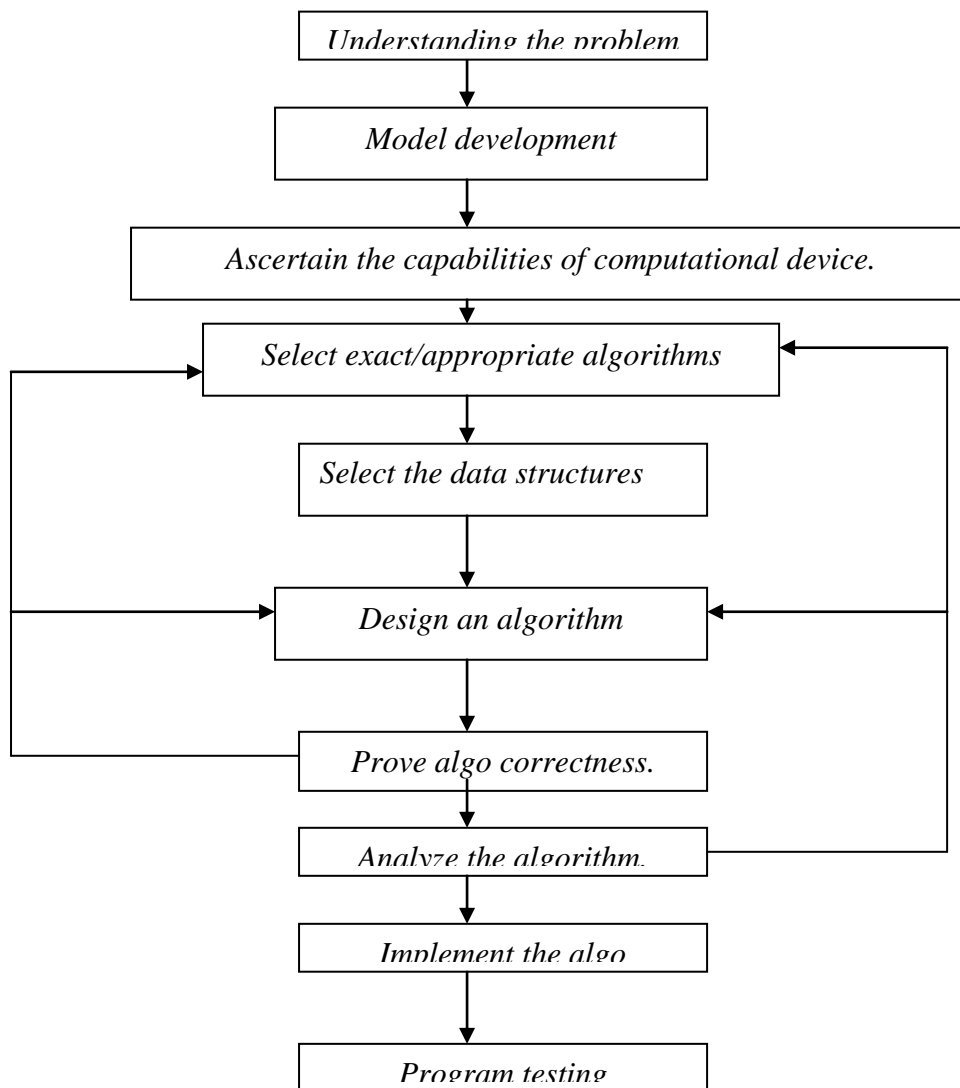 Understanding the problem
Model development
Ascertain the capabilities of computational device.
Select exact/appropriate algorithms
Select the data structures
Design an algorithm
Prove algo correctness.
Analyze the algorithm.
Implement the algo
Program testing